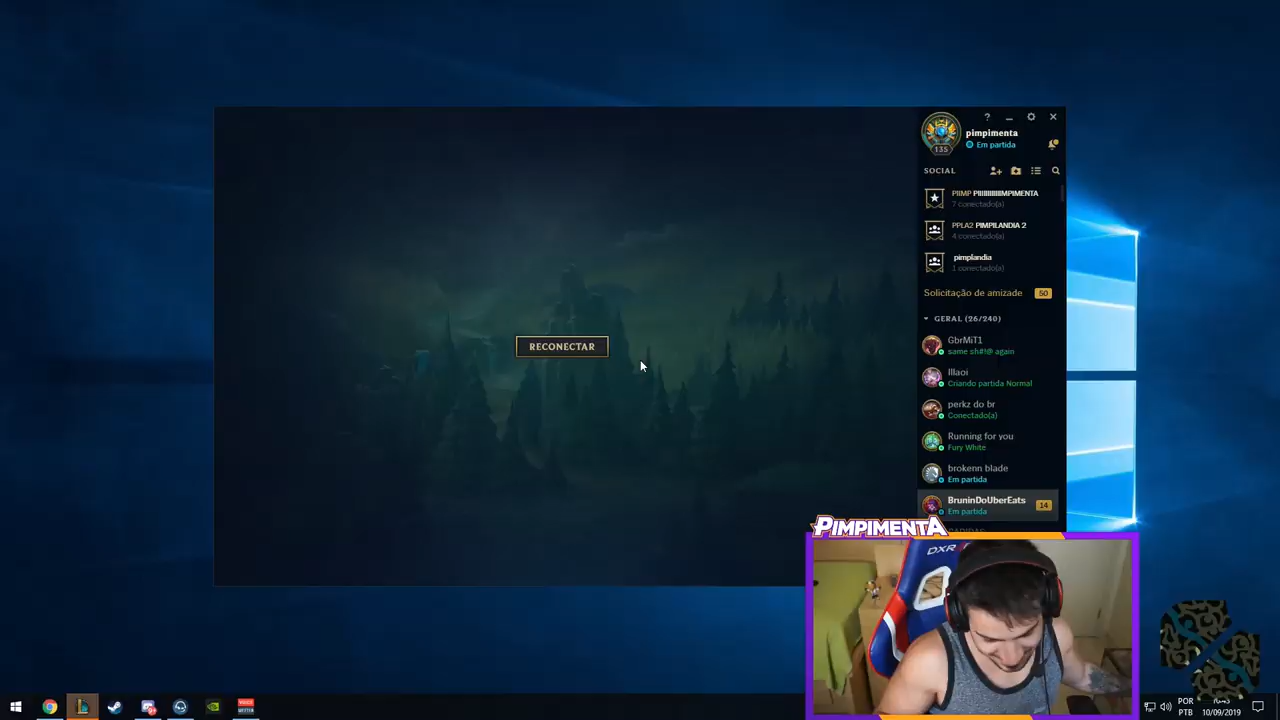 ?
pimpimenta
135
Em partida
SOCIAL
PIIMP PIIIIIIIIIIIIMPIMENTA
7 conectado(a)
PPLA2 PIMPILANDIA 2
4 conectado(a)
pimplandia
1 conectado(a)
Solicitação de amizade 50
GERAL (26/240)
GbrMiT1
same sh#!@ again
RECONECTAR
Illaoi
Criando partida Normal
perkz do br
Conectado(a)
Running for you
Fury White
brokenn blade
Em partida
BruninDoUberEats 14
Em partida
PIMPIMENTA
DXR
POR
PTB
10/09/2019